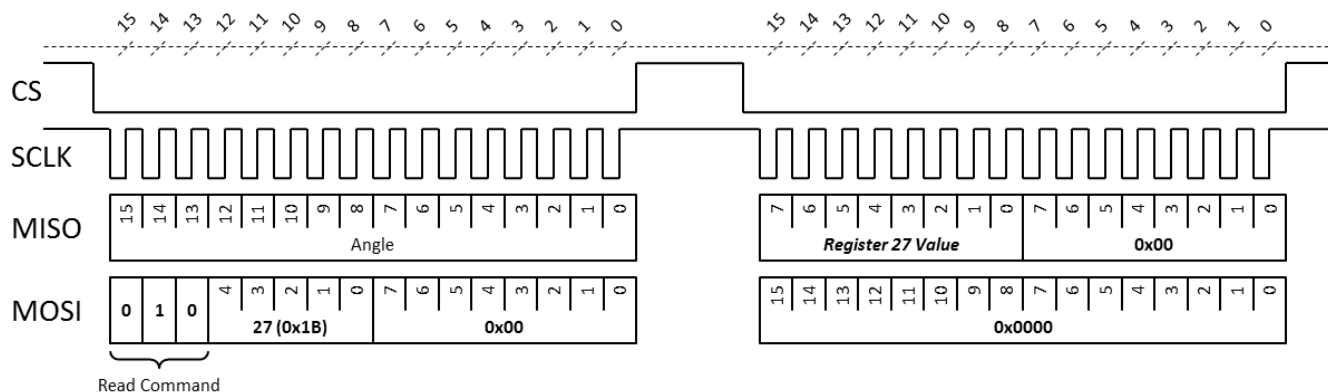 15 14 13 12 11 10 9 8 7 6 5 4 3 2 1 0 15 14 13 12 11 10 9 8 7 6 5 4 3 2 1 0
CS
SCLK
MISO 15 14 13 12 11 10 9 8 7 6 5 4 3 2 1 0 7 6 5 4 3 2 1 0 7 6 5 4 3 2 1 0
Angle Register 27 Value 0x00
MOSI 0 1 0 4 3 2 1 0 7 6 5 4 3 2 1 0 15 14 13 12 11 10 9 8 7 6 5 4 3 2 1 0
27 (0x1B) 0x00 0x0000
Read Command